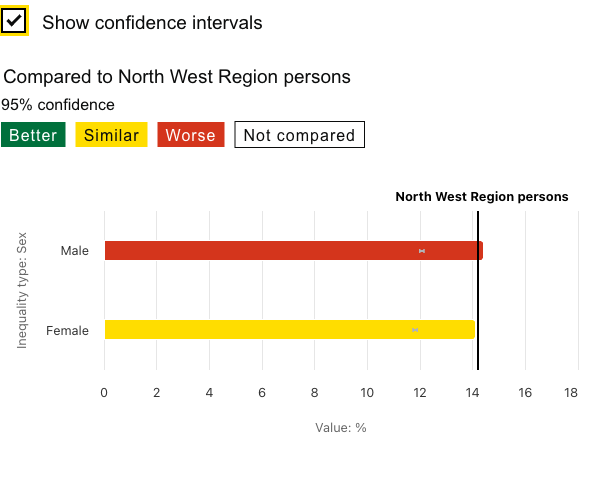 Show confidence intervals
Compared to North West Region persons
95% confidence
Better Similar Worse Not compared
North West Region persons
Inequality type: Sex
Male
Female
0 2 4 6 8 10 12 14 16 18
Value: %